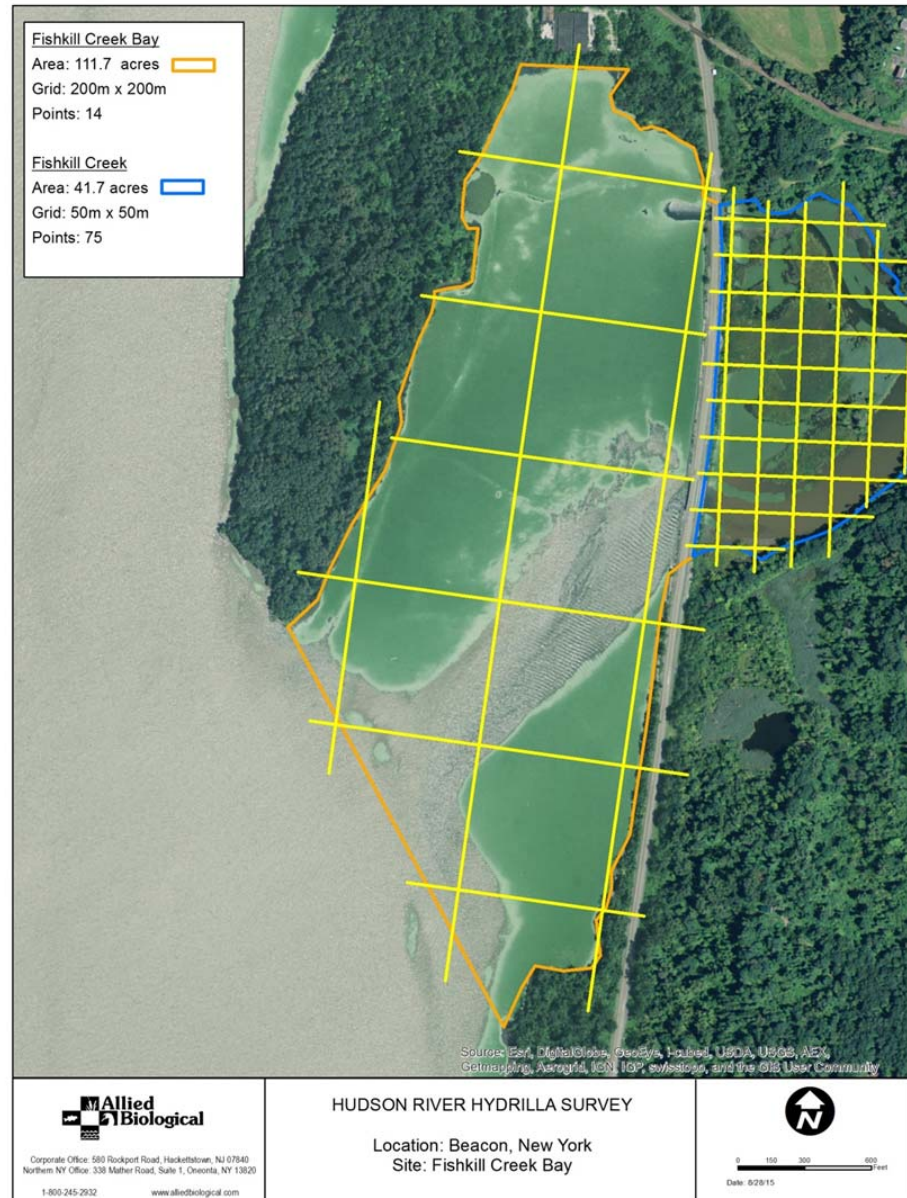 Fishkill Creek Bay
Area: 111.7 acres
Grid: 200m x 200m
Points: 14
Fishkill Creek
Area: 41.7 acres
Grid: 50m x 50m
Points: 75
Source: Esri, DigitalGlobe, GeoEye, i-cubed, USDA, USGS, AEX,
Getmapping, Aerogrid, IGN, IGP, swisstopo, and the GIS User Community
Allied
Biological
Corporate Office: 580 Rockport Road, Hackettstown, NJ 07840
Northern NY Office: 338 Mather Road, Suite 1, Oneonta, NY 13820
1-800-245-2932 www.alliedbiological.com
HUDSON RIVER HYDRILLA SURVEY
Location: Beacon, New York
Site: Fishkill Creek Bay
N
0 150 300 600
Feet
Date: 8/28/15